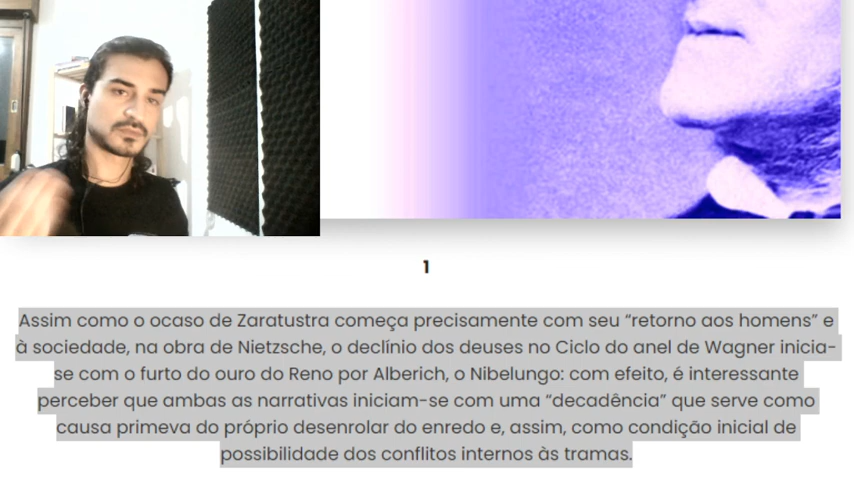 1
Assim como o ocaso de Zaratustra começa precisamente com seu “retorno aos homens” e
à sociedade, na obra de Nietzsche, o declínio dos deuses no Ciclo do anel de Wagner inicia-
se com o furto do ouro do Reno por Alberich, o Nibelungo: com efeito, é interessante
perceber que ambas as narrativas iniciam-se com uma “decadência” que serve como
causa primeva do próprio desenrolar do enredo e, assim, como condição inicial de
possibilidade dos conflitos internos às tramas.